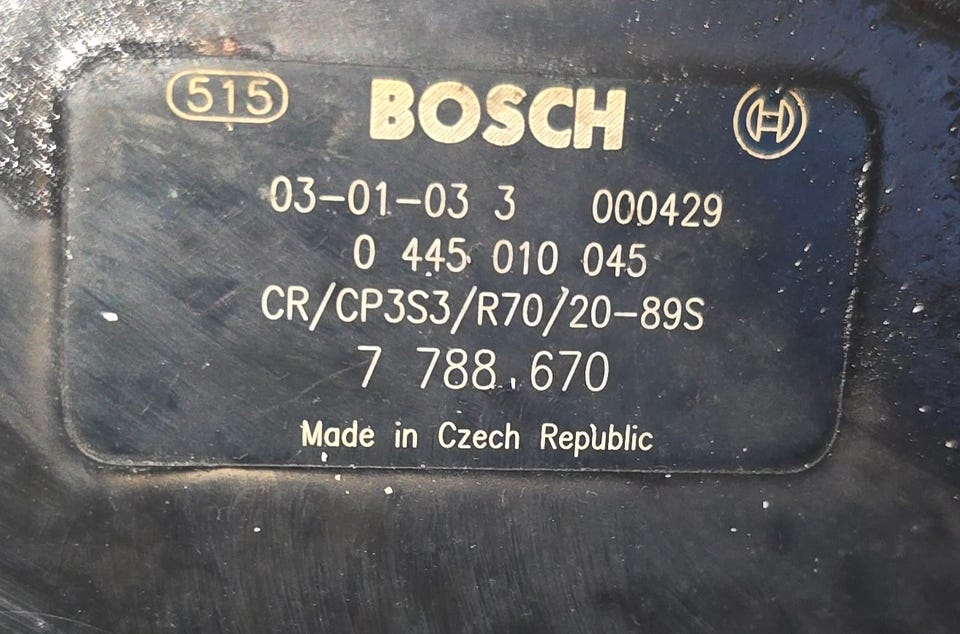 515 BOSCH
03-01-03 3 000429
0 445 010 045
CR/CP3S3/R70/20-89S
7 788.670
Made in Czech Republic